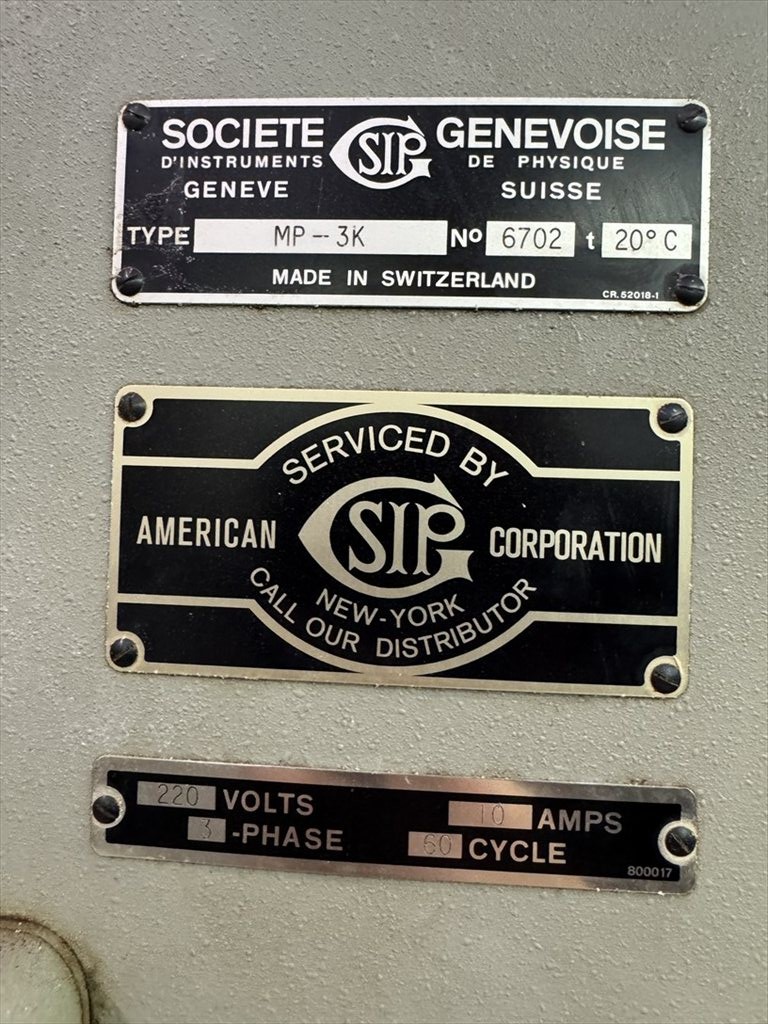 SOCIETE SIP GENEVOISE
D'INSTRUMENTS DE PHYSIQUE
GENEVE SUISSE
TYPE MP--3K No 6702 t 20° C
MADE IN SWITZERLAND
CR. 52018-1
SERVICED BY
AMERICAN SIP CORPORATION
NEW-YORK
CALL OUR DISTRIBUTOR
220 VOLTS 10 AMPS
3 -PHASE 60 CYCLE
800017